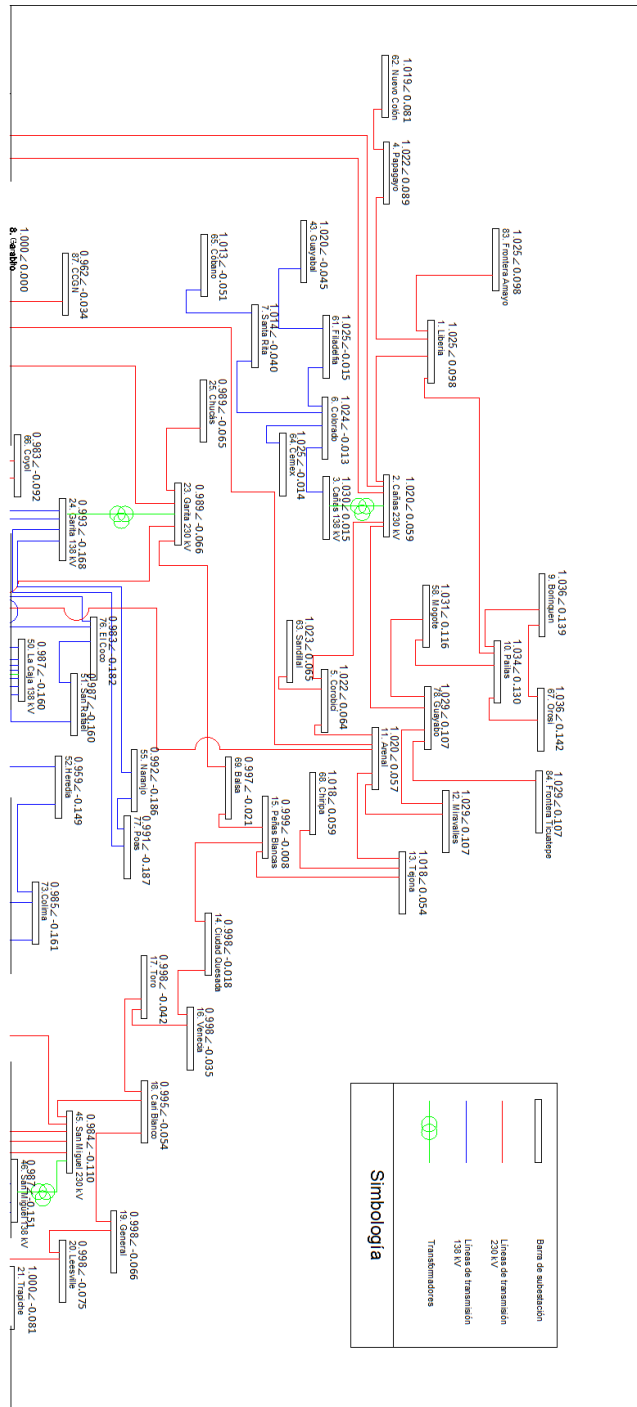 1.019∠ 0.081
62. Nuevo Colón
1.022∠ 0.089
4. Papagayo
1.025∠ 0.098
83. Frontera Amayo
1.025∠ 0.098
1. Liberia
1.020∠ -0.045
43. Guayabal
1.013∠ -0.051
65. Cobano
1.014∠ -0.040
7. Santa Rita
1.025∠ -0.015
61. Filadelfia
1.024∠ -0.013
6. Colorado
1.025∠ -0.014
64. Cemex
1.030∠ 0.015
3. Cañas 138 kV
1.020∠ 0.059
2. Cañas 230 kV
1.000∠ 0.000
8. Garabito
0.962∠ -0.034
87. CCGN
0.989∠ -0.065
25. Chucás
0.983∠ -0.092
66. Coyol
0.993∠ -0.168
24. Garita 138 kV
0.989∠ -0.066
23. Garita 230 kV
1.036∠ 0.139
9. Borinquen
1.034∠ 0.130
10. Pailas
1.036∠ 0.142
67. Orosi
1.031∠ 0.116
58. Mogote
1.029∠ 0.107
78. Guayabo
1.029∠ 0.107
84. Frontera Ticuatepe
1.029∠ 0.107
12. Miravalles
1.023∠ 0.065
63. Sandillal
1.022∠ 0.064
5. Corobicí
1.020∠ 0.057
11. Arenal
1.018∠ 0.059
68. Chiripa
1.018∠ 0.054
13. Tejona
0.983∠ -0.182
76. El Coco
0.987∠ -0.160
50. La Caja 138 kV
0.987∠ -0.160
51. San Rafael
0.959∠ -0.149
52. Heredia
0.992∠ -0.186
55. Naranjo
0.991∠ -0.187
77. Poas
0.997∠ -0.021
69. Balsa
0.999∠ -0.008
15. Peñas Blancas
0.985∠ -0.161
73. Colima
0.998∠ -0.018
14. Ciudad Quesada
0.998∠ -0.042
17. Toro
0.998∠ -0.035
16. Venecia
0.995∠ -0.054
18. Cari Blanco
0.984∠ -0.110
45. San Miguel 230 kV
0.987∠ -0.151
46. San Miguel 138 kV
0.998∠ -0.066
19. General
0.998∠ -0.075
20. Leesville
1.000∠ -0.081
21. Trapiche
Barra de subestación
Líneas de transmisión
230 kV
Líneas de transmisión
138 kV
Transformadores
Simbología